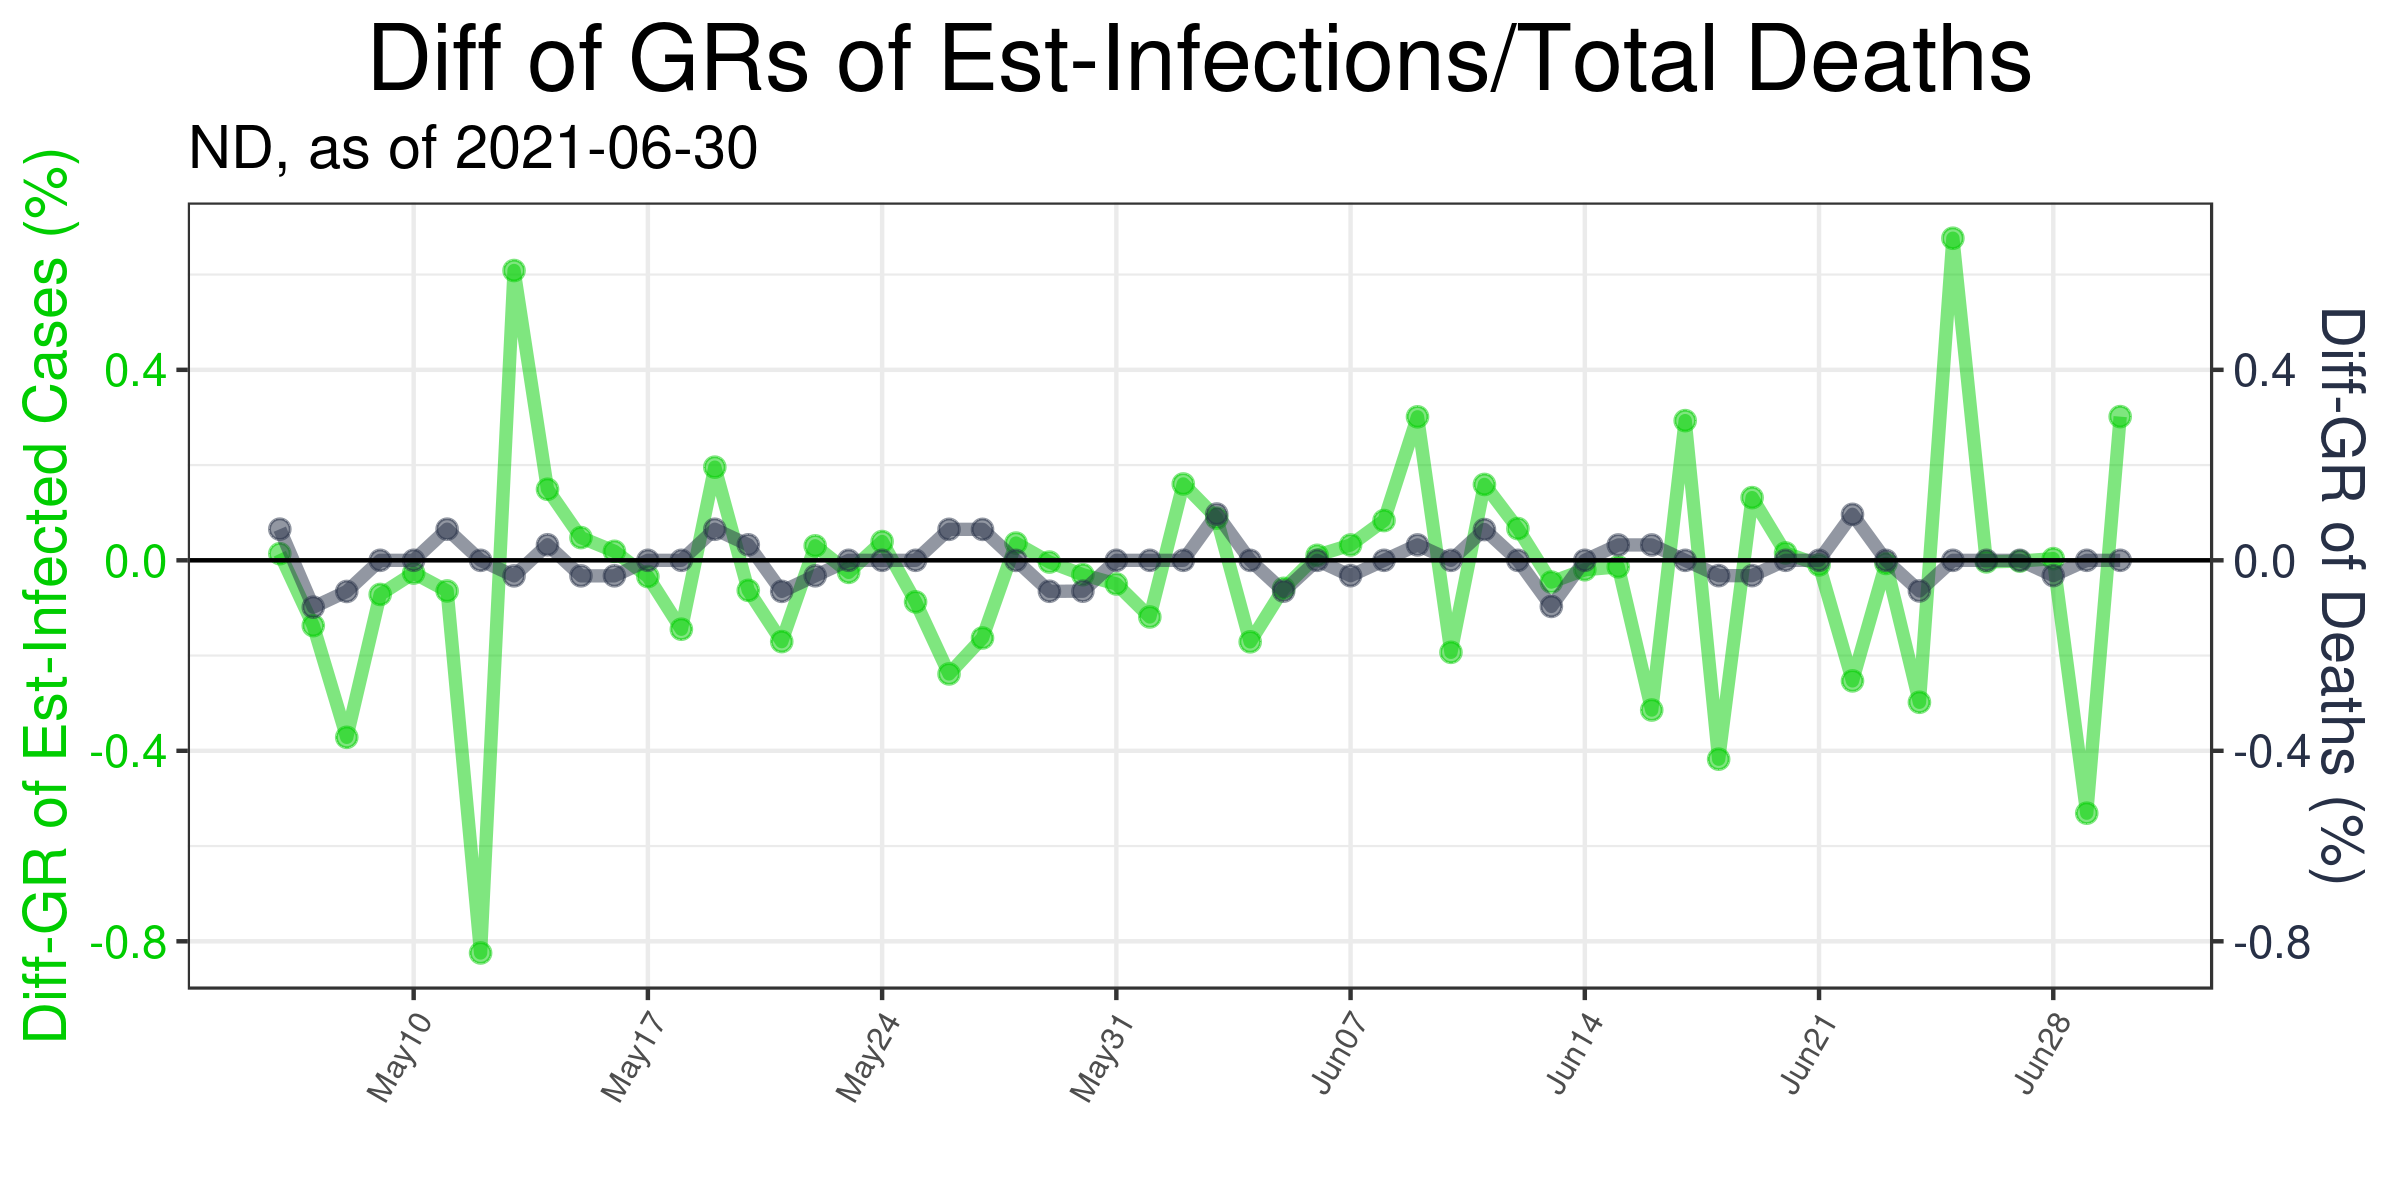 Diff of GRs of Est-Infections/Total Deaths
ND, as of 2021-06-30
Diff-GR of Est-Infected Cases (%)
0.4
0.0
-0.4
-0.8
0.4
0.0
-0.4
-0.8
Diff-GR of Deaths (%)
May10
May17
May24
May31
Jun07
Jun14
Jun21
Jun28